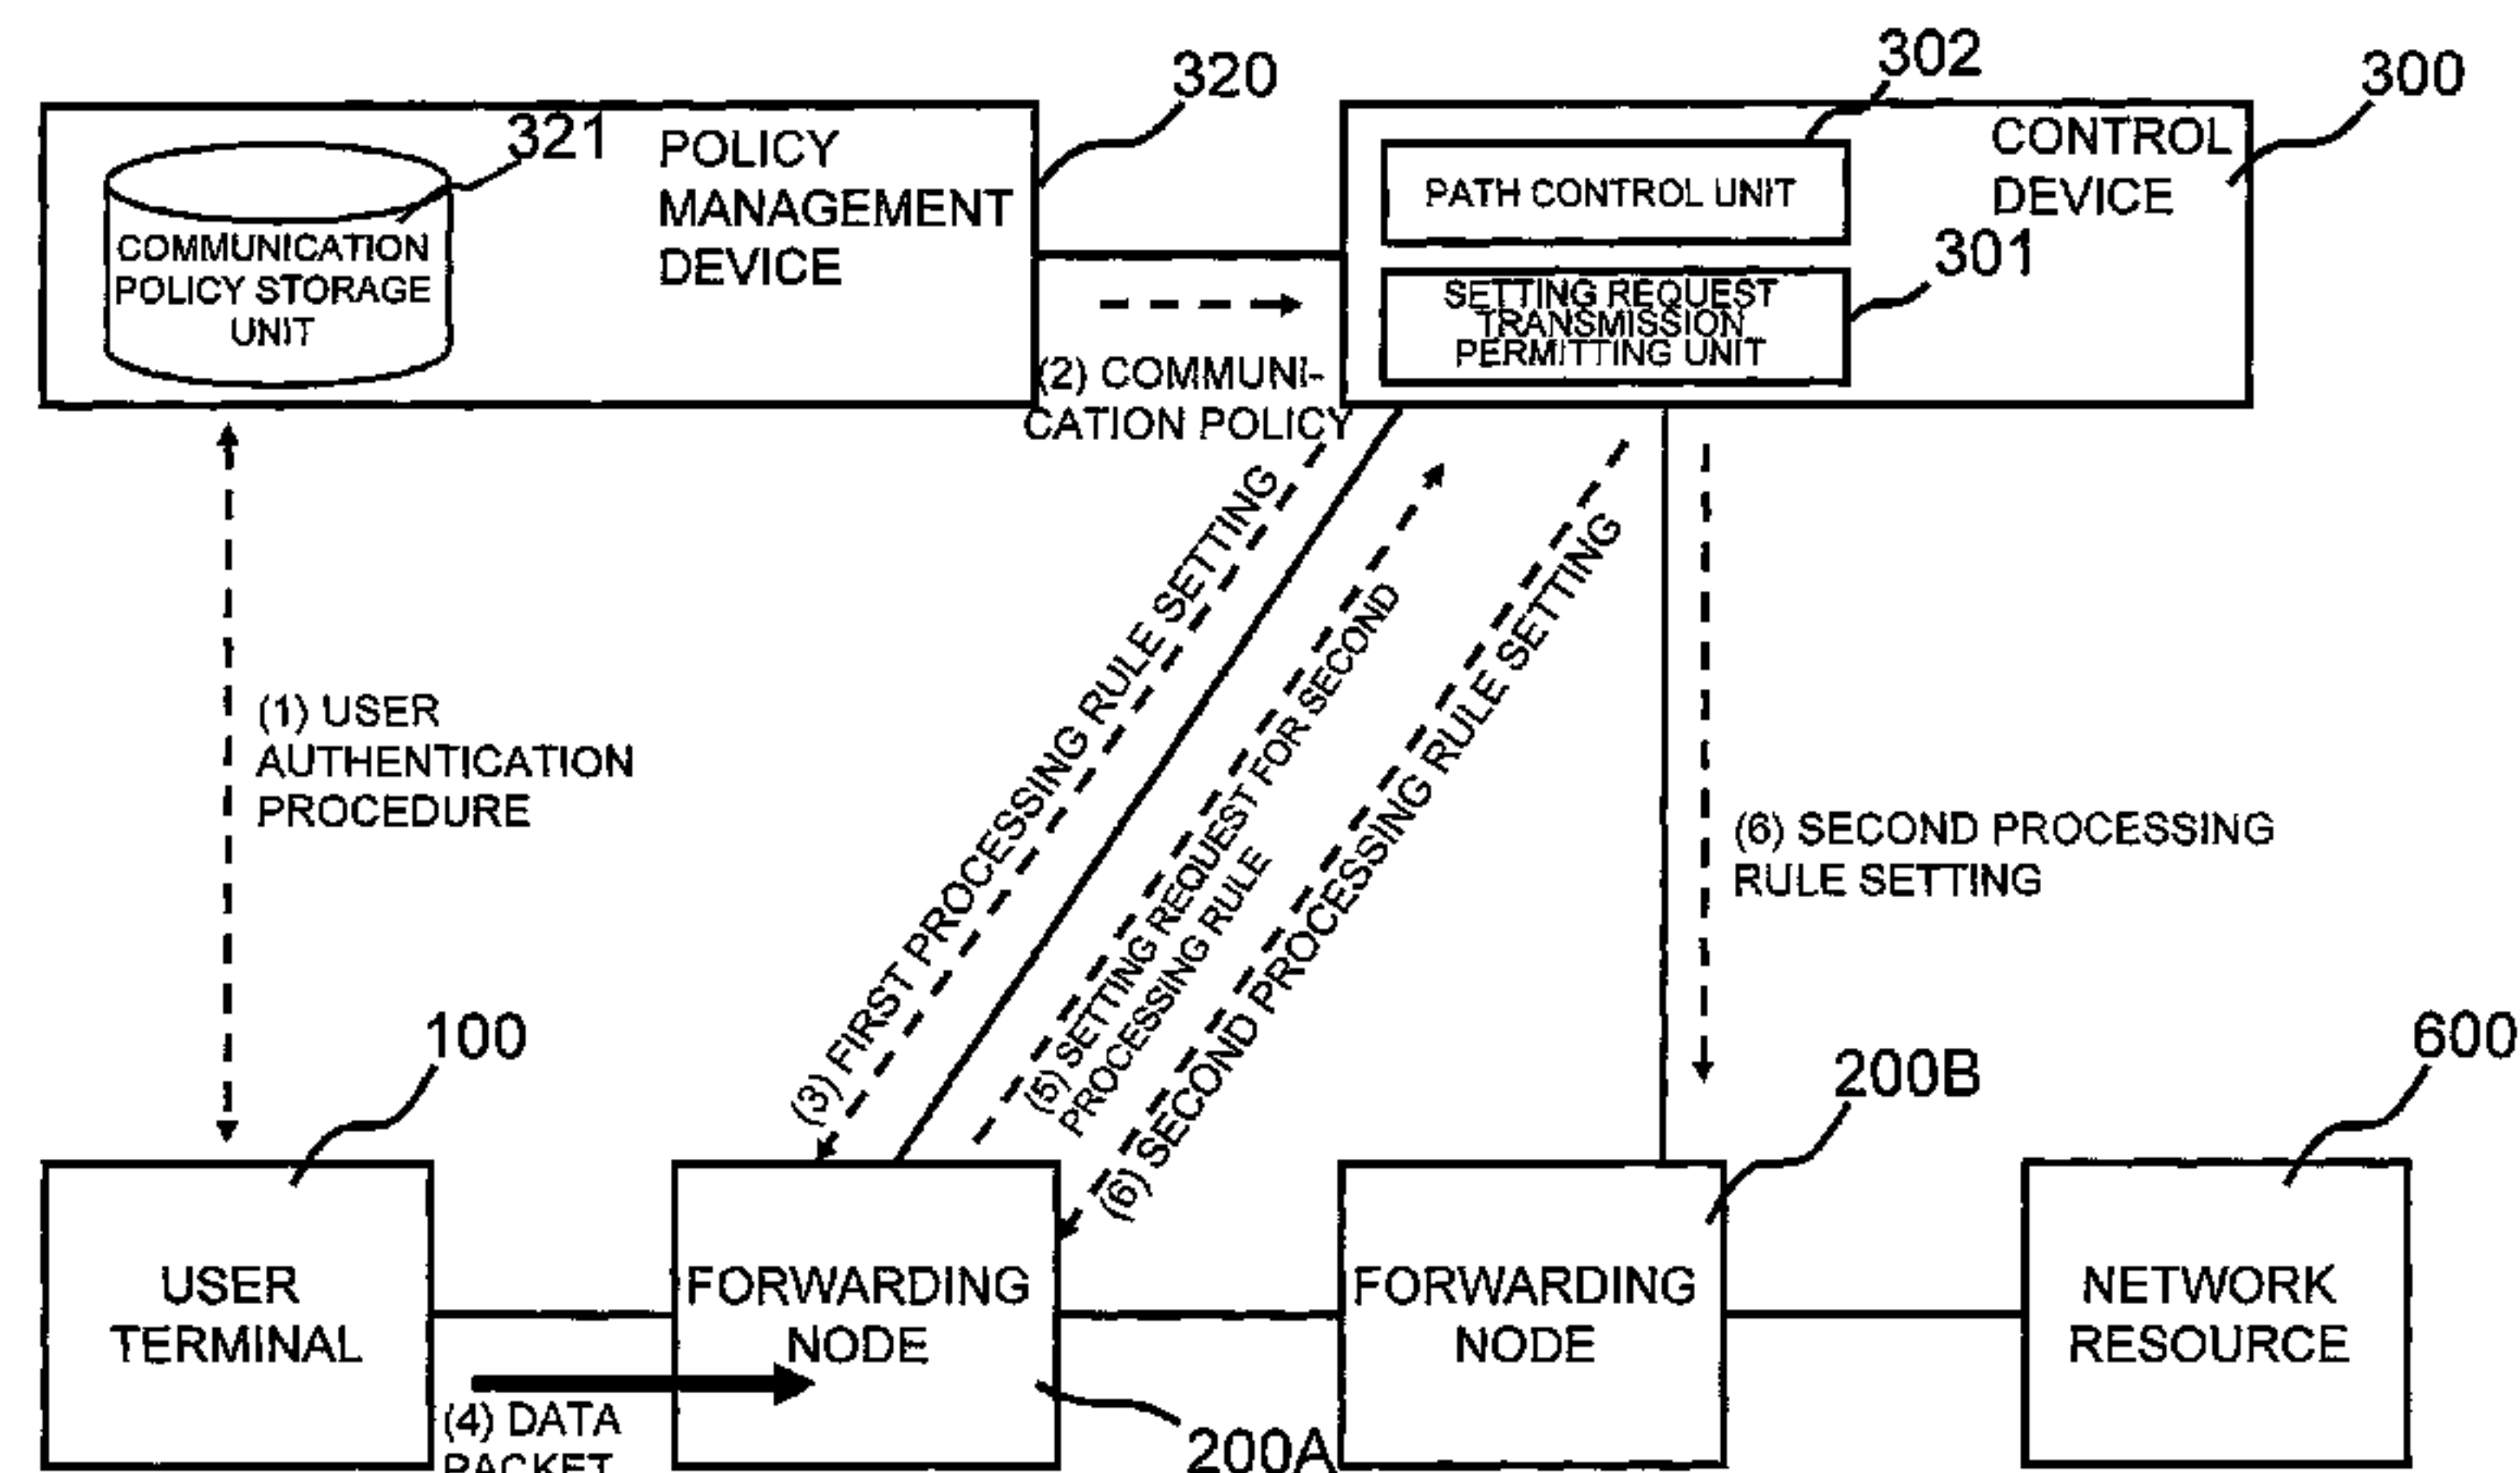 320
302
300
321
POLICY
MANAGEMENT
DEVICE
COMMUNICATION
POLICY STORAGE
UNIT
CONTROL
DEVICE
PATH CONTROL UNIT
301
SETTING REQUEST
TRANSMISSION
PERMITTING UNIT
(2) COMMUNI-
CATION POLICY
(1) USER
AUTHENTICATION
PROCEDURE
(3) FIRST PROCESSING RULE SETTING
(5) SETTING REQUEST FOR SECOND
PROCESSING RULE
(6) SECOND PROCESSING RULE SETTING
(6) SECOND PROCESSING
RULE SETTING
100
200B
600
USER
TERMINAL
FORWARDING
NODE
FORWARDING
NODE
NETWORK
RESOURCE
(4) DATA
PACKET
200A